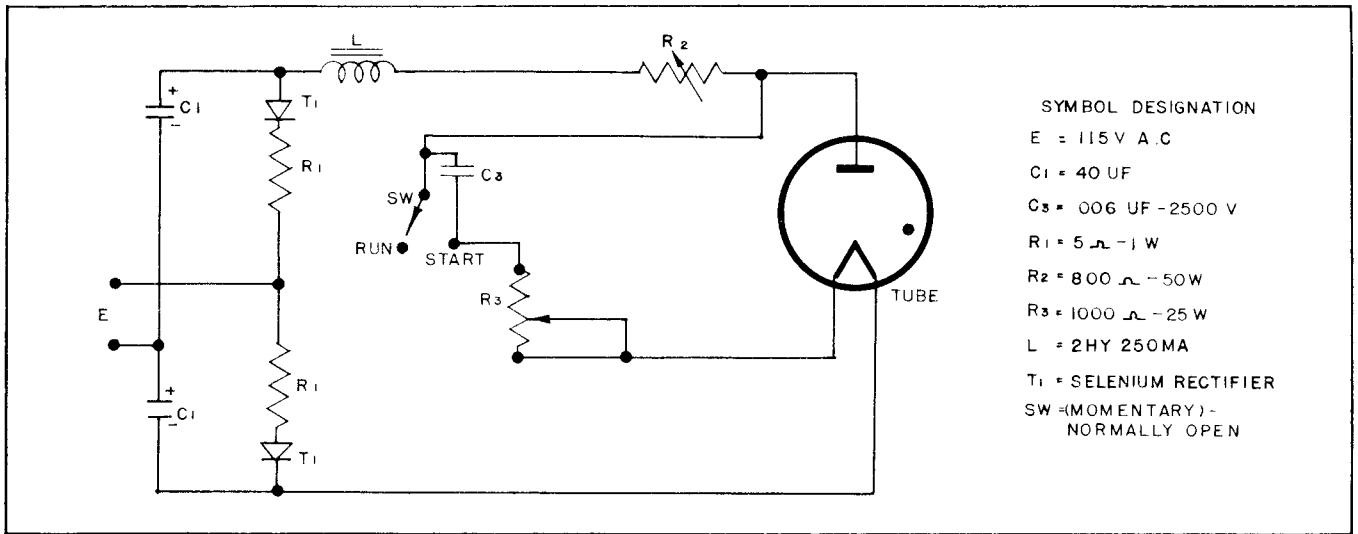 L
R2
+
C1
-
T1
R1
C3
SW
RUN
START
E
R3
R1
+
C1
-
T1
TUBE
SYMBOL DESIGNATION
E = 115V A.C
C1 = 40 UF
C3 = 006 UF - 2500 V
R1 = 5 Ω - 1 W
R2 = 800 Ω - 50W
R3 = 1000 Ω - 25 W
L = 2HY 250MA
T1 = SELENIUM RECTIFIER
SW = (MOMENTARY) -
NORMALLY OPEN